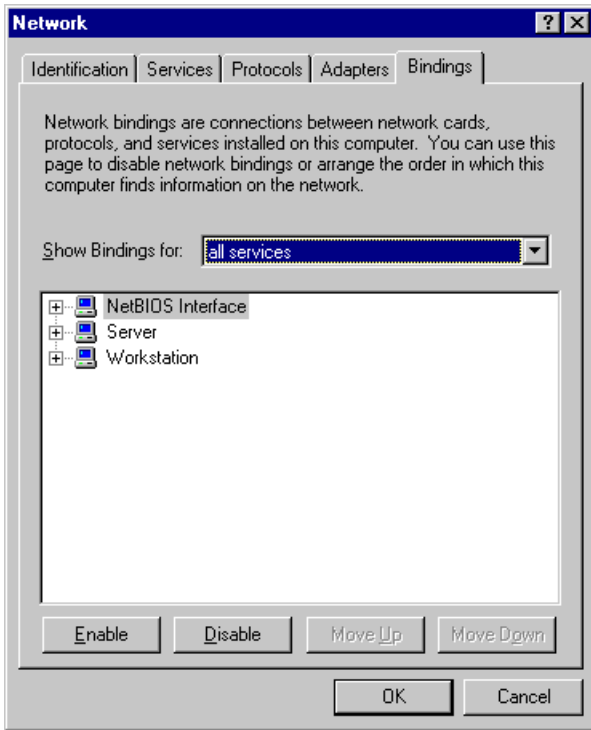 Network
Identification Services Protocols Adapters Bindings
Network bindings are connections between network cards,
protocols, and services installed on this computer. You can use this
page to disable network bindings or arrange the order in which this
computer finds information on the network.
Show Bindings for: all services
NetBIOS Interface
Server
Workstation
Enable Disable Move Up Move Down
OK Cancel